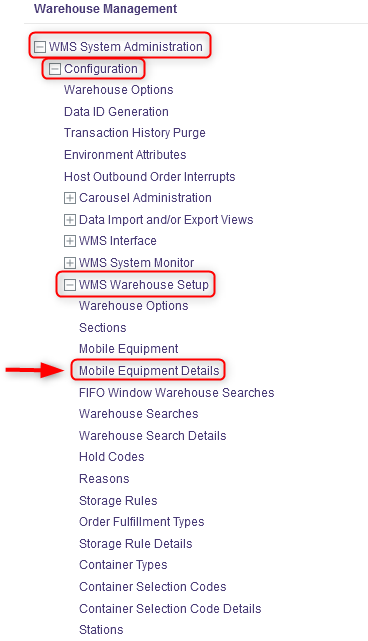 Warehouse Management
WMS System Administration
Configuration
Warehouse Options
Data ID Generation
Transaction History Purge
Environment Attributes
Host Outbound Order Interrupts
Carousel Administration
Data Import and/or Export Views
WMS Interface
WMS System Monitor
WMS Warehouse Setup
Warehouse Options
Sections
Mobile Equipment
Mobile Equipment Details
FIFO Window Warehouse Searches
Warehouse Searches
Warehouse Search Details
Hold Codes
Reasons
Storage Rules
Order Fulfillment Types
Storage Rule Details
Container Types
Container Selection Codes
Container Selection Code Details
Stations